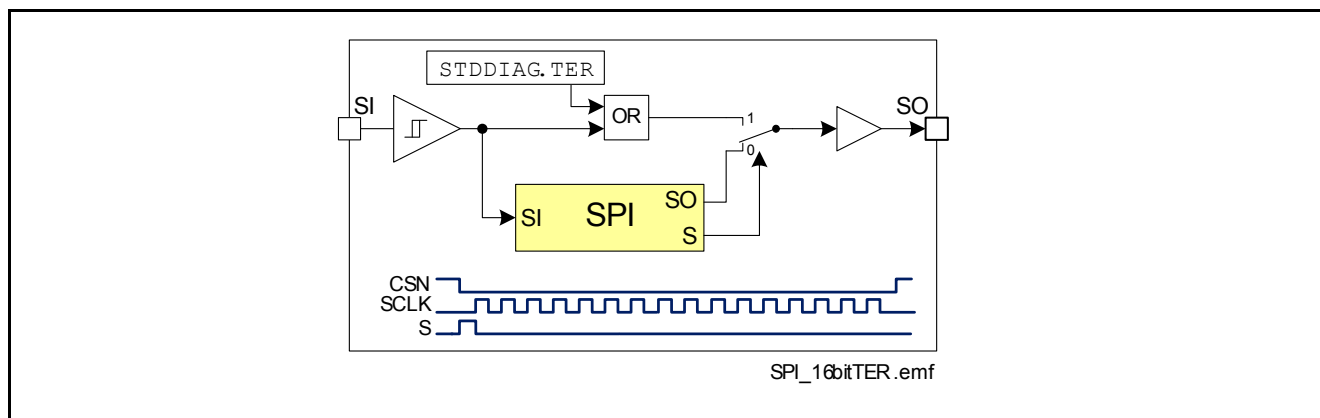 STDDIAG.TER
SI
SO
OR
1
0
SO
SI
SPI
S
CSN
SCLK
S
SPI_16bitTER.emf